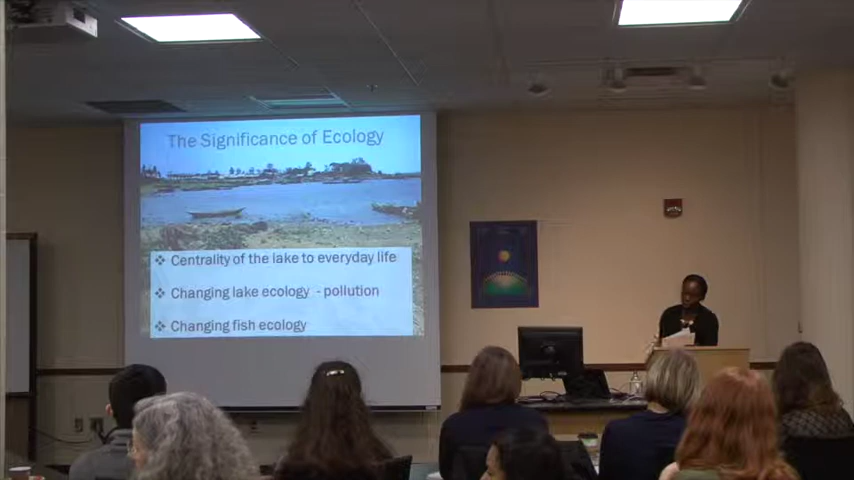 The Significance of Ecology
Centrality of the lake to everyday life
Changing lake ecology - pollution
Changing fish ecology